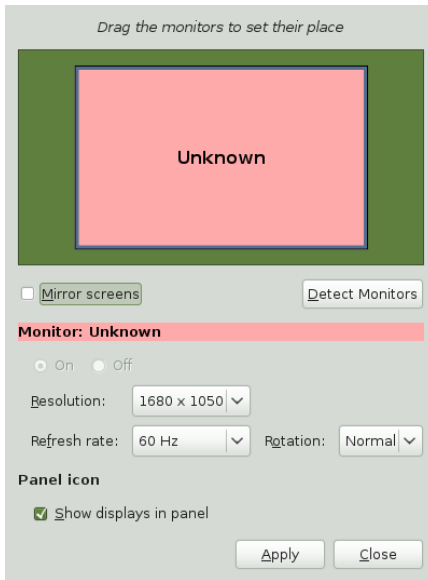 Drag the monitors to set their place
Unknown
Mirror screens
Detect Monitors
Monitor: Unknown
On Off
Resolution: 1680 x 1050
Refresh rate: 60 Hz Rotation: Normal
Panel icon
Show displays in panel
Apply Close